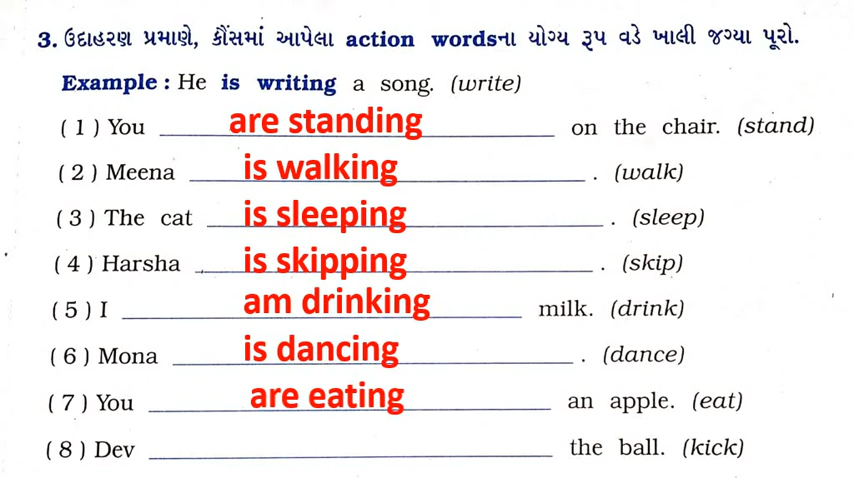 3. ઉદાહરણ પ્રમાણે, કૌંસમાં આપેલા action wordsના યોગ્ય રૂપ વડે ખાલી જગ્યા પૂરો.
Example : He is writing a song. (write)
( 1 ) You are standing on the chair. (stand)
( 2 ) Meena is walking . (walk)
( 3 ) The cat is sleeping . (sleep)
( 4 ) Harsha is skipping . (skip)
( 5 ) I am drinking milk. (drink)
( 6 ) Mona is dancing . (dance)
( 7 ) You are eating an apple. (eat)
( 8 ) Dev ____________ the ball. (kick)